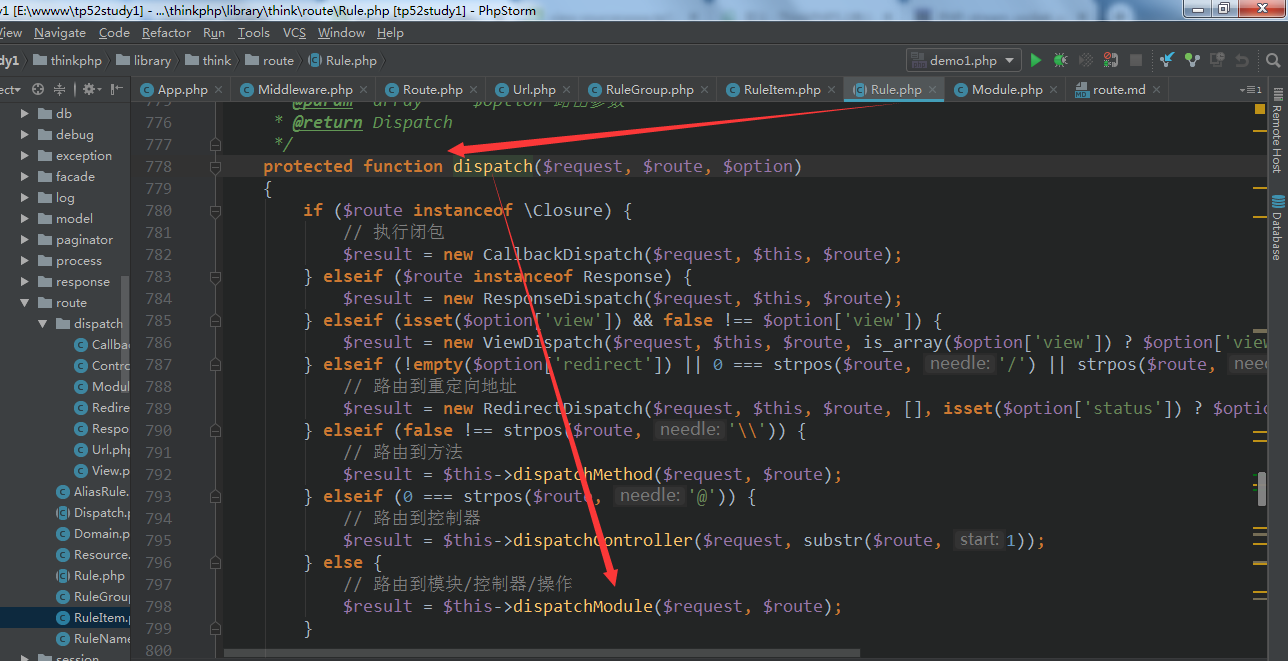 y1 [E:\wwww\tp52study1] - ...\thinkphp\library\think\route\Rule.php [tp52study1] - PhpStorm
View Navigate Code Refactor Run Tools VCS Window Help
dy1 thinkphp library think route Rule.php demo1.php
App.php Middleware.php Route.php Url.php RuleGroup.php RuleItem.php Rule.php Module.php route.md
db
debug
exception
facade
log
model
paginator
process
response
route
dispatch
Callba
Contro
Modul
Redire
Respo
Url.php
View.p
AliasRule.
Dispatch.p
Domain.p
Resource.
Rule.php
RuleGroup
RuleItem.p
RuleName
session
775 * @param array $option 路由参数
776 * @return Dispatch
777 */
778 protected function dispatch($request, $route, $option)
779 {
780 if ($route instanceof \Closure) {
781 // 执行闭包
782 $result = new CallbackDispatch($request, $this, $route);
783 } elseif ($route instanceof Response) {
784 $result = new ResponseDispatch($request, $this, $route);
785 } elseif (isset($option['view']) && false !== $option['view']) {
786 $result = new ViewDispatch($request, $this, $route, is_array($option['view']) ? $option['view
787 } elseif (!empty($option['redirect']) || 0 === strpos($route, needle: '/') || strpos($route, need
788 // 路由到重定向地址
789 $result = new RedirectDispatch($request, $this, $route, [], isset($option['status']) ? $optio
790 } elseif (false !== strpos($route, needle: '\\')) {
791 // 路由到方法
792 $result = $this->dispatchMethod($request, $route);
793 } elseif (0 === strpos($route, needle: '@')) {
794 // 路由到控制器
795 $result = $this->dispatchController($request, substr($route, start: 1));
796 } else {
797 // 路由到模块/控制器/操作
798 $result = $this->dispatchModule($request, $route);
799 }
800
Remote Host
Database